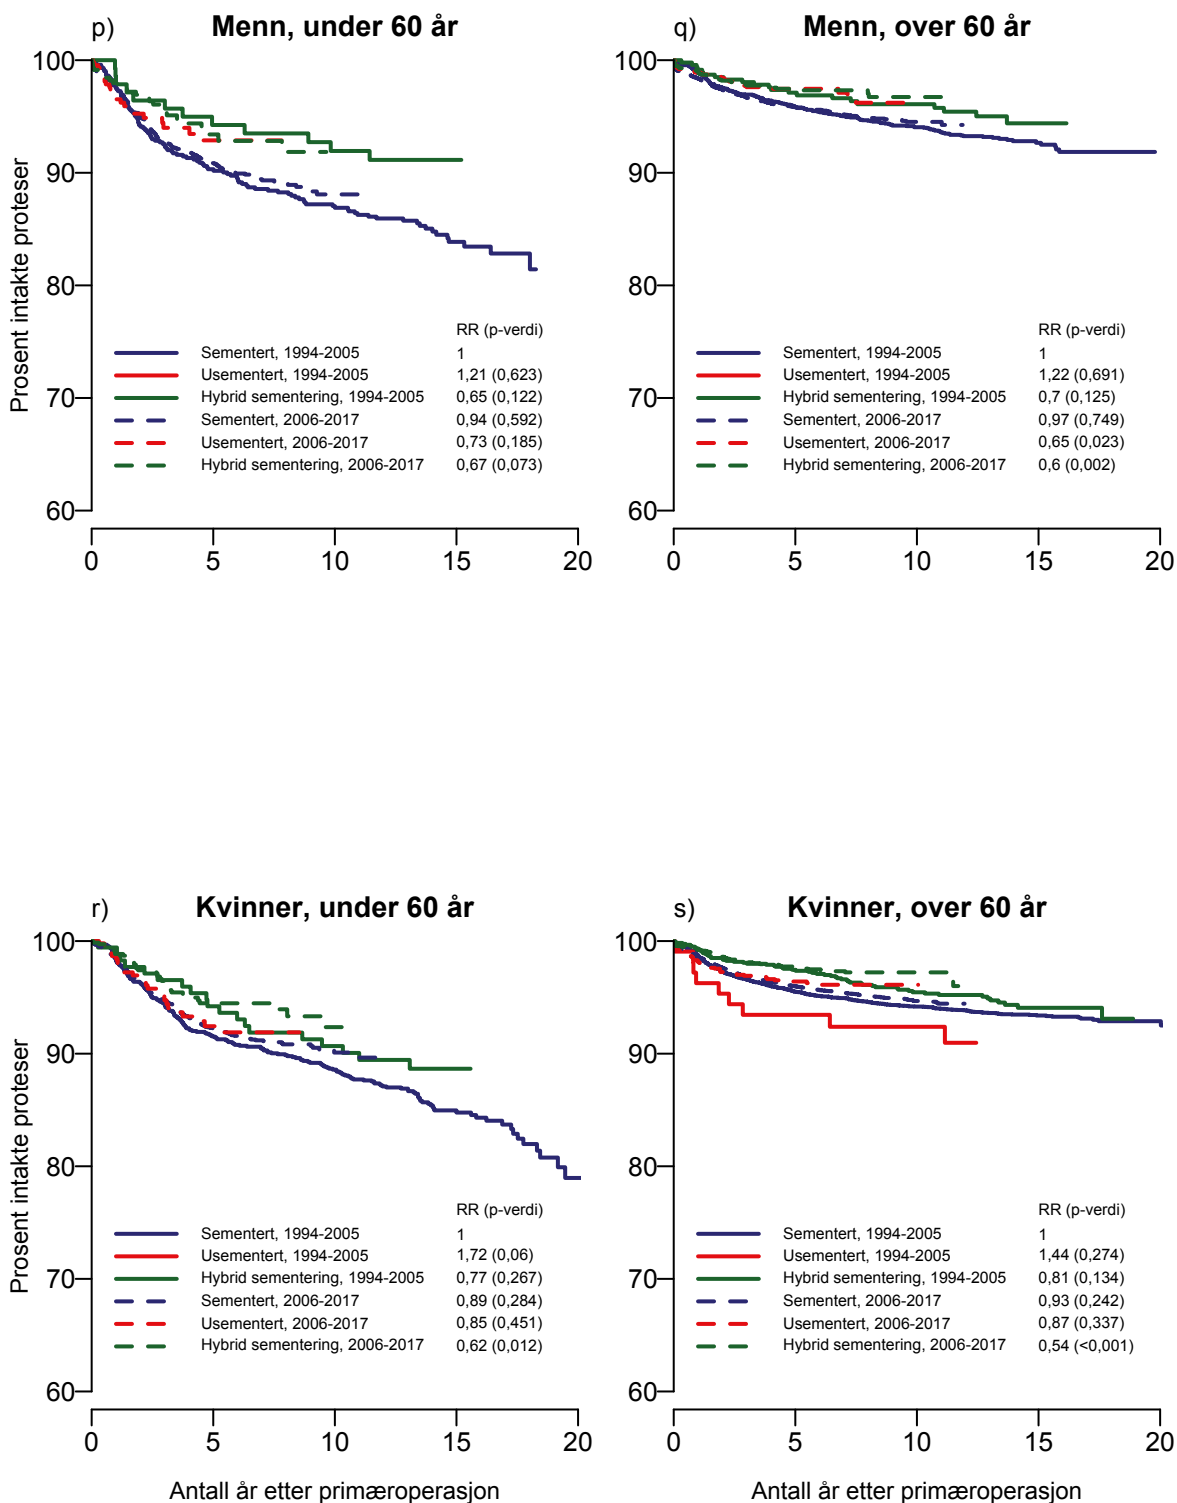 p) Menn, under 60 år
Prosent intakte proteser
100
90
80
70
60
RR (p-verdi)
Sementert, 1994-2005 1
Usementert, 1994-2005 1,21 (0,623)
Hybrid sementering, 1994-2005 0,65 (0,122)
Sementert, 2006-2017 0,94 (0,592)
Usementert, 2006-2017 0,73 (0,185)
Hybrid sementering, 2006-2017 0,67 (0,073)
0 5 10 15 20
q) Menn, over 60 år
100
90
80
70
60
RR (p-verdi)
Sementert, 1994-2005 1
Usementert, 1994-2005 1,22 (0,691)
Hybrid sementering, 1994-2005 0,7 (0,125)
Sementert, 2006-2017 0,97 (0,749)
Usementert, 2006-2017 0,65 (0,023)
Hybrid sementering, 2006-2017 0,6 (0,002)
0 5 10 15 20
r) Kvinner, under 60 år
Prosent intakte proteser
100
90
80
70
60
RR (p-verdi)
Sementert, 1994-2005 1
Usementert, 1994-2005 1,72 (0,06)
Hybrid sementering, 1994-2005 0,77 (0,267)
Sementert, 2006-2017 0,89 (0,284)
Usementert, 2006-2017 0,85 (0,451)
Hybrid sementering, 2006-2017 0,62 (0,012)
0 5 10 15 20
Antall år etter primæroperasjon
s) Kvinner, over 60 år
100
90
80
70
60
RR (p-verdi)
Sementert, 1994-2005 1
Usementert, 1994-2005 1,44 (0,274)
Hybrid sementering, 1994-2005 0,81 (0,134)
Sementert, 2006-2017 0,93 (0,242)
Usementert, 2006-2017 0,87 (0,337)
Hybrid sementering, 2006-2017 0,54 (<0,001)
0 5 10 15 20
Antall år etter primæroperasjon